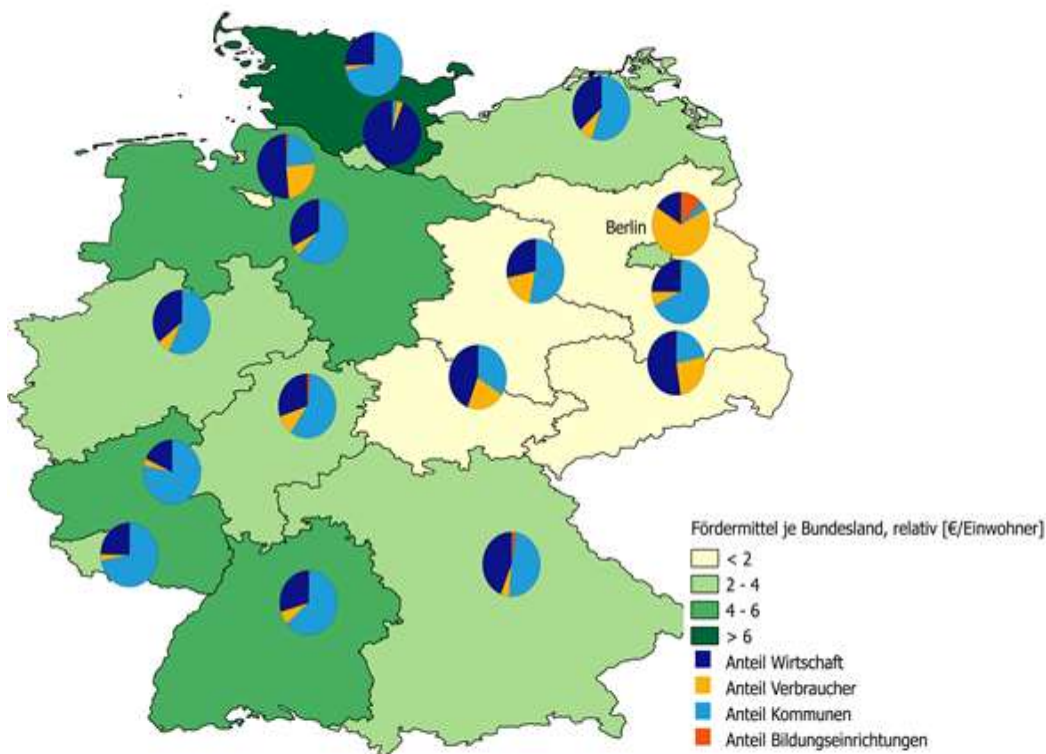 Berlin
Fördermittel je Bundesland, relativ [€/Einwohner]
< 2
2 - 4
4 - 6
> 6
Anteil Wirtschaft
Anteil Verbraucher
Anteil Kommunen
Anteil Bildungseinrichtungen